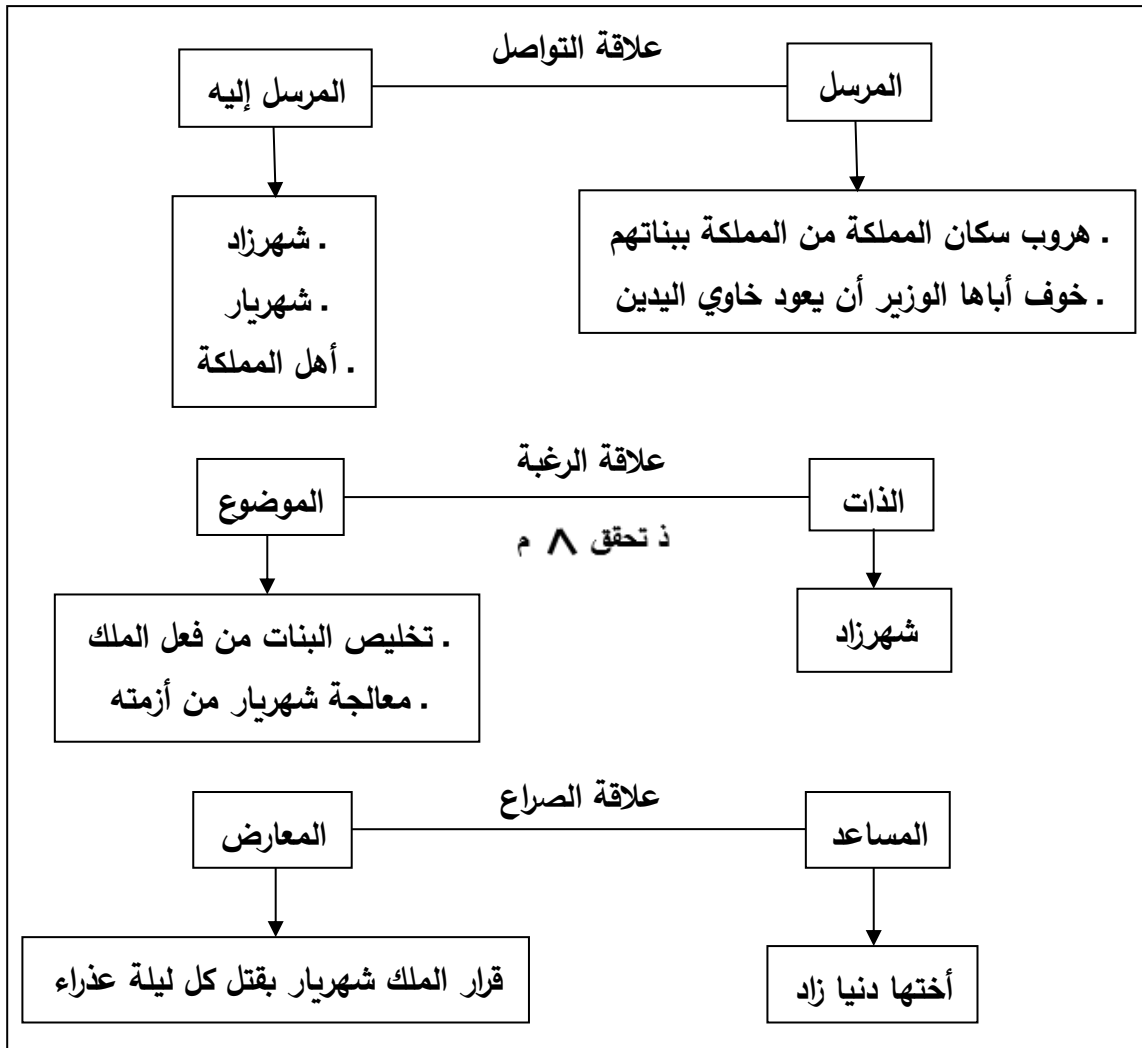 علاقة التواصل
المرسل
المرسل إليه
. هروب سكان المملكة من المملكة ببناتهم
. خوف أباها الوزير أن يعود خاوي اليدين
. شهرزاد
. شهريار
. أهل المملكة
علاقة الرغبة
الذات
الموضوع
ذ تحقق ∧ م
شهرزاد
. تخليص البنات من فعل الملك
. معالجة شهريار من أزمته
علاقة الصراع
المساعد
المعارض
أختها دنيا زاد
قرار الملك شهريار بقتل كل ليلة عذراء